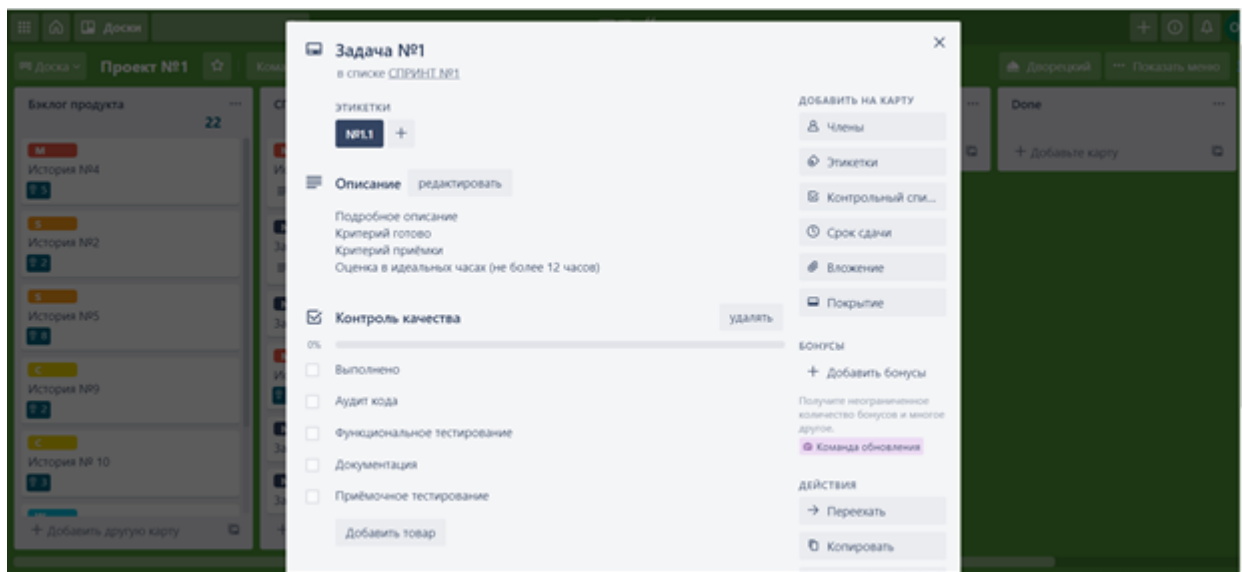 Доски
Доска
Проект №1
Кома
Дворецкий
Показать меню
Бэклог продукта
22
M
История №4
5
S
История №2
2
S
История №5
8
C
История №9
2
C
История № 10
3
+ Добавить другую карту
Задача №1
в списке СПРИНТ №1
ЭТИКЕТКИ
№1.1
+
Описание
редактировать
Подробное описание
Критерий готово
Критерий приёмки
Оценка в идеальных часах (не более 12 часов)
Контроль качества
удалять
0%
Выполнено
Аудит кода
Функциональное тестирование
Документация
Приёмочное тестирование
Добавить товар
ДОБАВИТЬ НА КАРТУ
Члены
Этикетки
Контрольный спи...
Срок сдачи
Вложение
Покрытие
БОНУСЫ
+ Добавить бонусы
Получите неограниченное
количество бонусов и многое
другое.
Команда обновления
ДЕЙСТВИЯ
→ Переехать
Копировать
Done
+ Добавьте карту